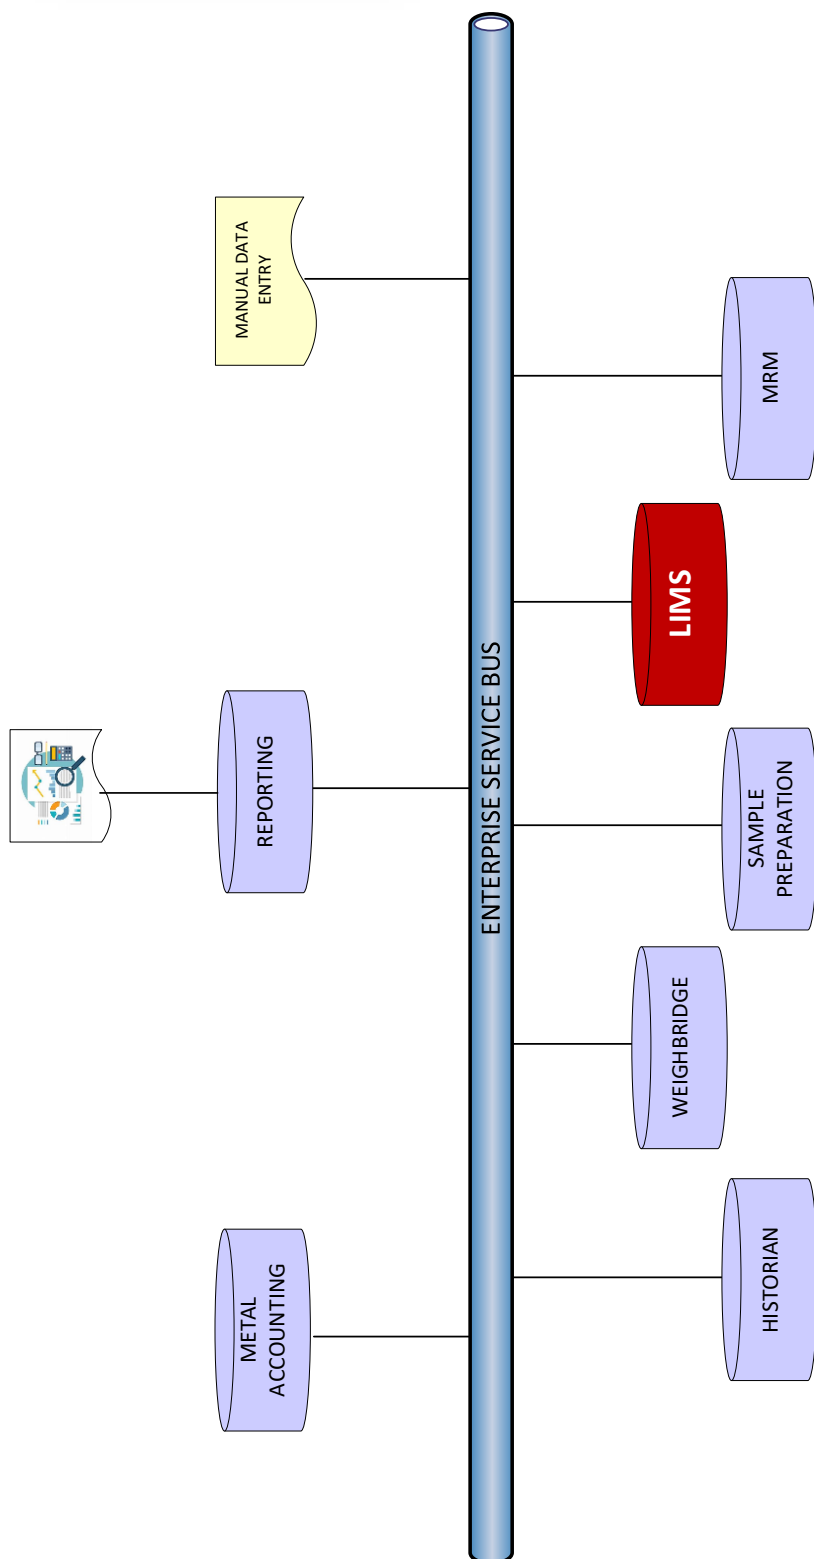 METAL
ACCOUNTING
REPORTING
MANUAL DATA
ENTRY
ENTERPRISE SERVICE BUS
HISTORIAN
WEIGHBRIDGE
SAMPLE
PREPARATION
LIMS
MRM